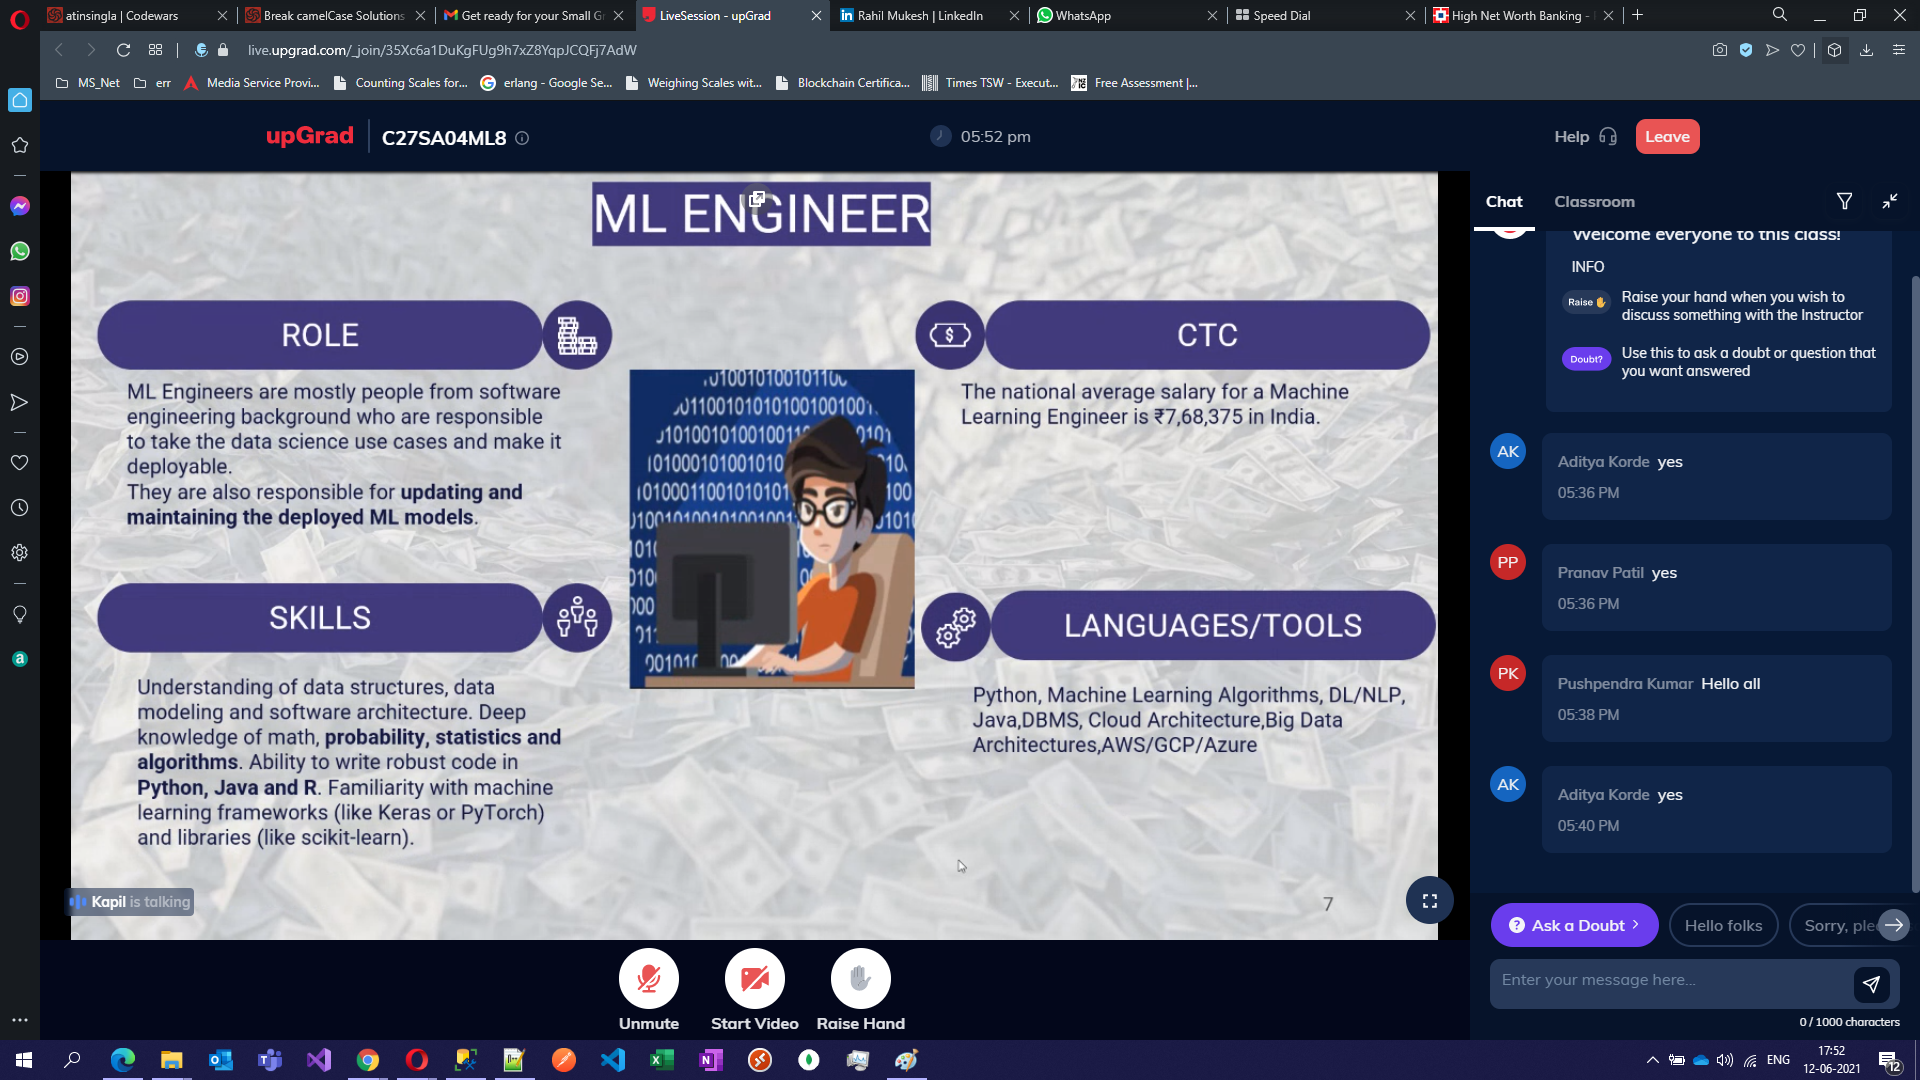 atinsingla | Codewars
Break camelCase Solutions
Get ready for your Small Gr
LiveSession - upGrad
Rahil Mukesh | LinkedIn
WhatsApp
Speed Dial
High Net Worth Banking -
live.upgrad.com/_join/35Xc6a1DuKgFUg9h7xZ8YqpJCQFj7AdW
MS_Net
err
Media Service Provi...
Counting Scales for...
erlang - Google Se...
Weighing Scales wit...
Blockchain Certifica...
Times TSW - Execut...
Free Assessment |...
upGrad
C27SA04ML8
05:52 pm
Help
Leave
ML ENGINEER
ROLE
ML Engineers are mostly people from software
engineering background who are responsible
to take the data science use cases and make it
deployable.
They are also responsible for updating and
maintaining the deployed ML models.
CTC
The national average salary for a Machine
Learning Engineer is ₹7,68,375 in India.
SKILLS
Understanding of data structures, data
modeling and software architecture. Deep
knowledge of math, probability, statistics and
algorithms. Ability to write robust code in
Python, Java and R. Familiarity with machine
learning frameworks (like Keras or PyTorch)
and libraries (like scikit-learn).
LANGUAGES/TOOLS
Python, Machine Learning Algorithms, DL/NLP,
Java,DBMS, Cloud Architecture,Big Data
Architectures,AWS/GCP/Azure
Kapil is talking
7
Chat
Classroom
Welcome everyone to this class!
INFO
Raise
Raise your hand when you wish to
discuss something with the Instructor
Doubt?
Use this to ask a doubt or question that
you want answered
AK
Aditya Korde yes
05:36 PM
PP
Pranav Patil yes
05:36 PM
PK
Pushpendra Kumar Hello all
05:38 PM
AK
Aditya Korde yes
05:40 PM
Ask a Doubt
Hello folks
Sorry, ple
Enter your message here...
0 / 1000 characters
Unmute
Start Video
Raise Hand
ENG
17:52
12-06-2021
12